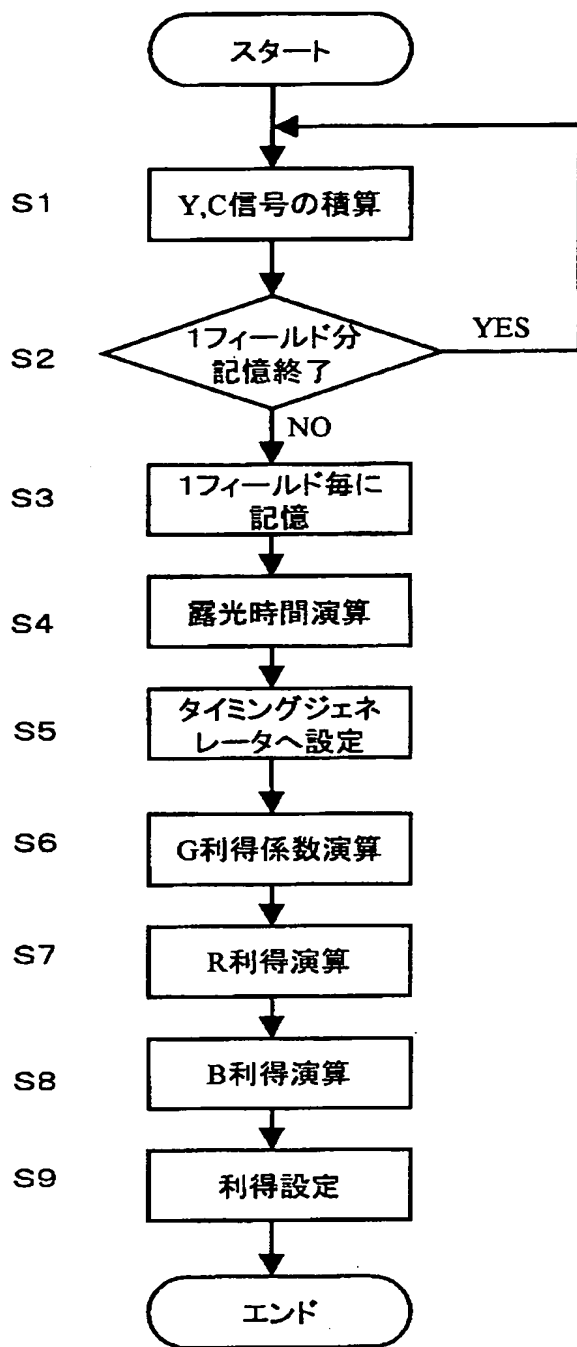 スタート
S1
Y,C信号の積算
S2
1フィールド分
記憶終了
YES
NO
S3
1フィールド毎に
記憶
S4
露光時間演算
S5
タイミングジェネ
レータへ設定
S6
G利得係数演算
S7
R利得演算
S8
B利得演算
S9
利得設定
エンド